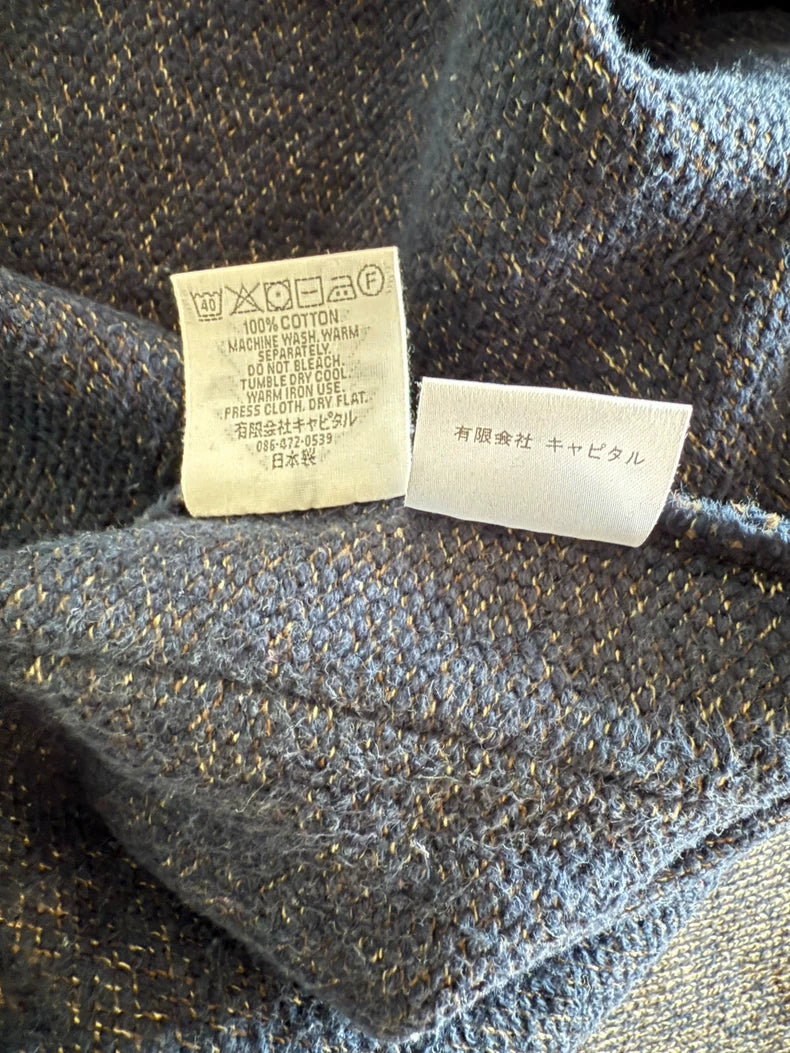 40 F
100% COTTON
MACHINE WASH. WARM
SEPARATELY.
DO NOT BLEACH.
TUMBLE DRY COOL.
WARM IRON USE.
PRESS CLOTH. DRY FLAT.
有限会社キャピタル
086-472-0539
日本製
有限会社 キャピタル